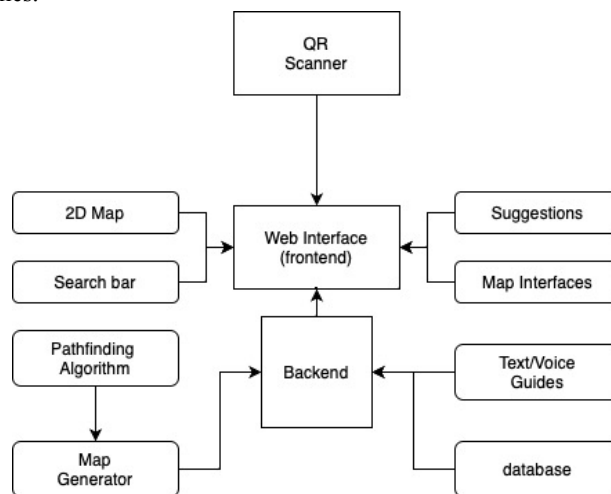 QR
Scanner
2D Map
Web Interface
(frontend)
Suggestions
Search bar
Map Interfaces
Pathfinding
Algorithm
Backend
Text/Voice
Guides
Map
Generator
database